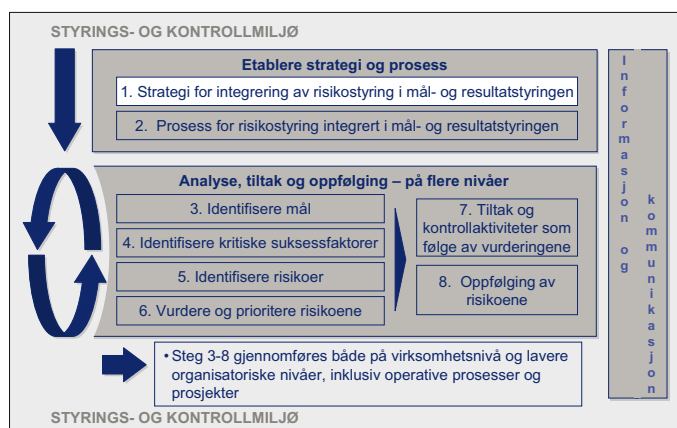 STYRINGS- OG KONTROLLMILJØ
Etablere strategi og prosess
1. Strategi for integrering av risikostyring i mål- og resultatstyringen
2. Prosess for risikostyring integrert i mål- og resultatstyringen
Analyse, tiltak og oppfølging – på flere nivåer
3. Identifisere mål
4. Identifisere kritiske suksessfaktorer
5. Identifisere risikoer
6. Vurdere og prioritere risikoene
7. Tiltak og
kontrollaktiviteter som
følge av vurderingene
8. Oppfølging av
risikoene
• Steg 3-8 gjennomføres både på virksomhetsnivå og lavere
organisatoriske nivåer, inklusiv operative prosesser og
prosjekter
Informasjon og
kommunikasjon
STYRINGS- OG KONTROLLMILJØ